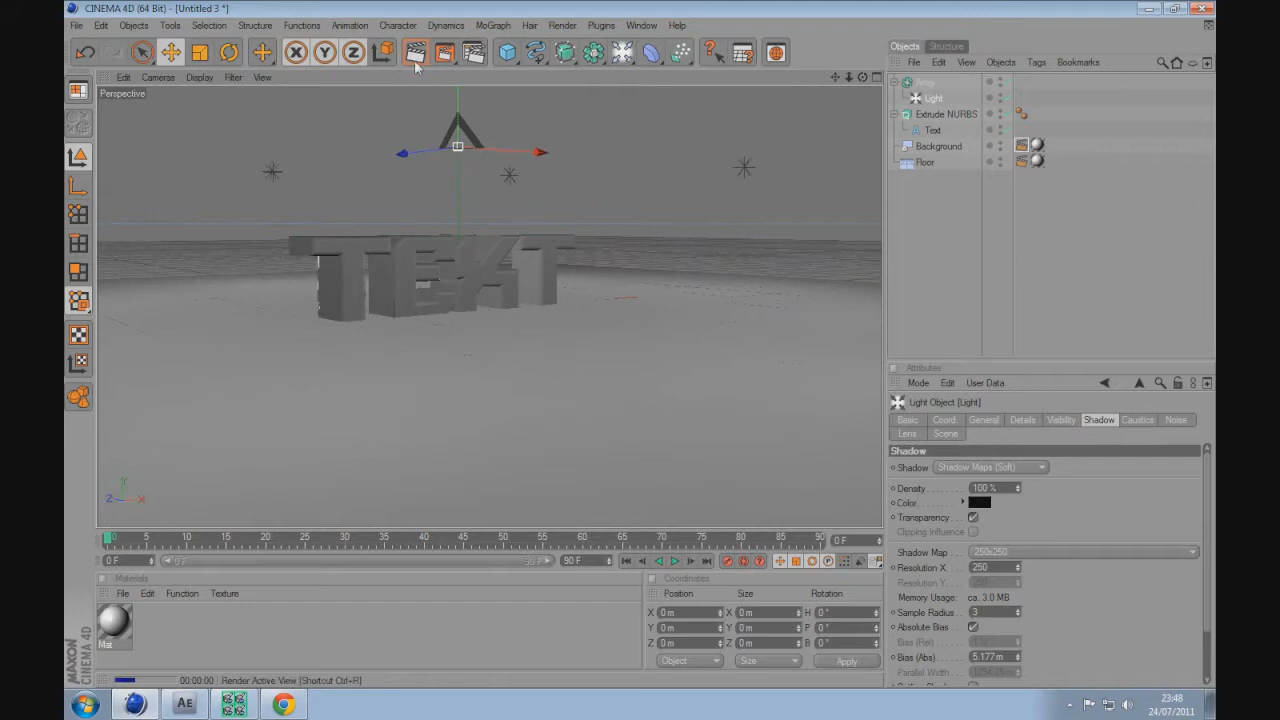 CINEMA 4D (64 Bit) - [Untitled 3 *]
File Edit Objects Tools Selection Structure Functions Animation Character Dynamics MoGraph Hair Render Plugins Window Help
X Y Z
Objects Structure
Edit Cameras Display Filter View
File Edit View Objects Tags Bookmarks
Perspective
Array
Light
Extrude NURBS
Text
Background
Floor
TEKT
Attributes
Mode Edit User Data
Light Object [Light]
Basic Coord. General Details Visibility Shadow Caustics Noise
Lens Scene
Shadow
Shadow Shadow Maps (Soft)
Density 100 %
Color
Transparency
Clipping Influence
Shadow Map 250x250
Resolution X 250
Resolution Y 250
Memory Usage: ca. 3.0 MB
Sample Radius 3
Absolute Bias
Bias (Rel)
Bias (Abs) 5.177 m
Parallel Width
Z X Y
0 5 10 15 20 25 30 35 40 45 50 55 60 65 70 75 80 85 90 0 F
0 F 0 F 90 F 90 F
Materials
File Edit Function Texture
Mat
Coordinates
Position Size Rotation
X 0 m X 0 m H 0 °
Y 0 m Y 0 m P 0 °
Z 0 m Z 0 m B 0 °
Object Size Apply
MAXON CINEMA 4D
00:00:00 Render Active View [Shortcut Ctrl+R]
AE
23:48
24/07/2011